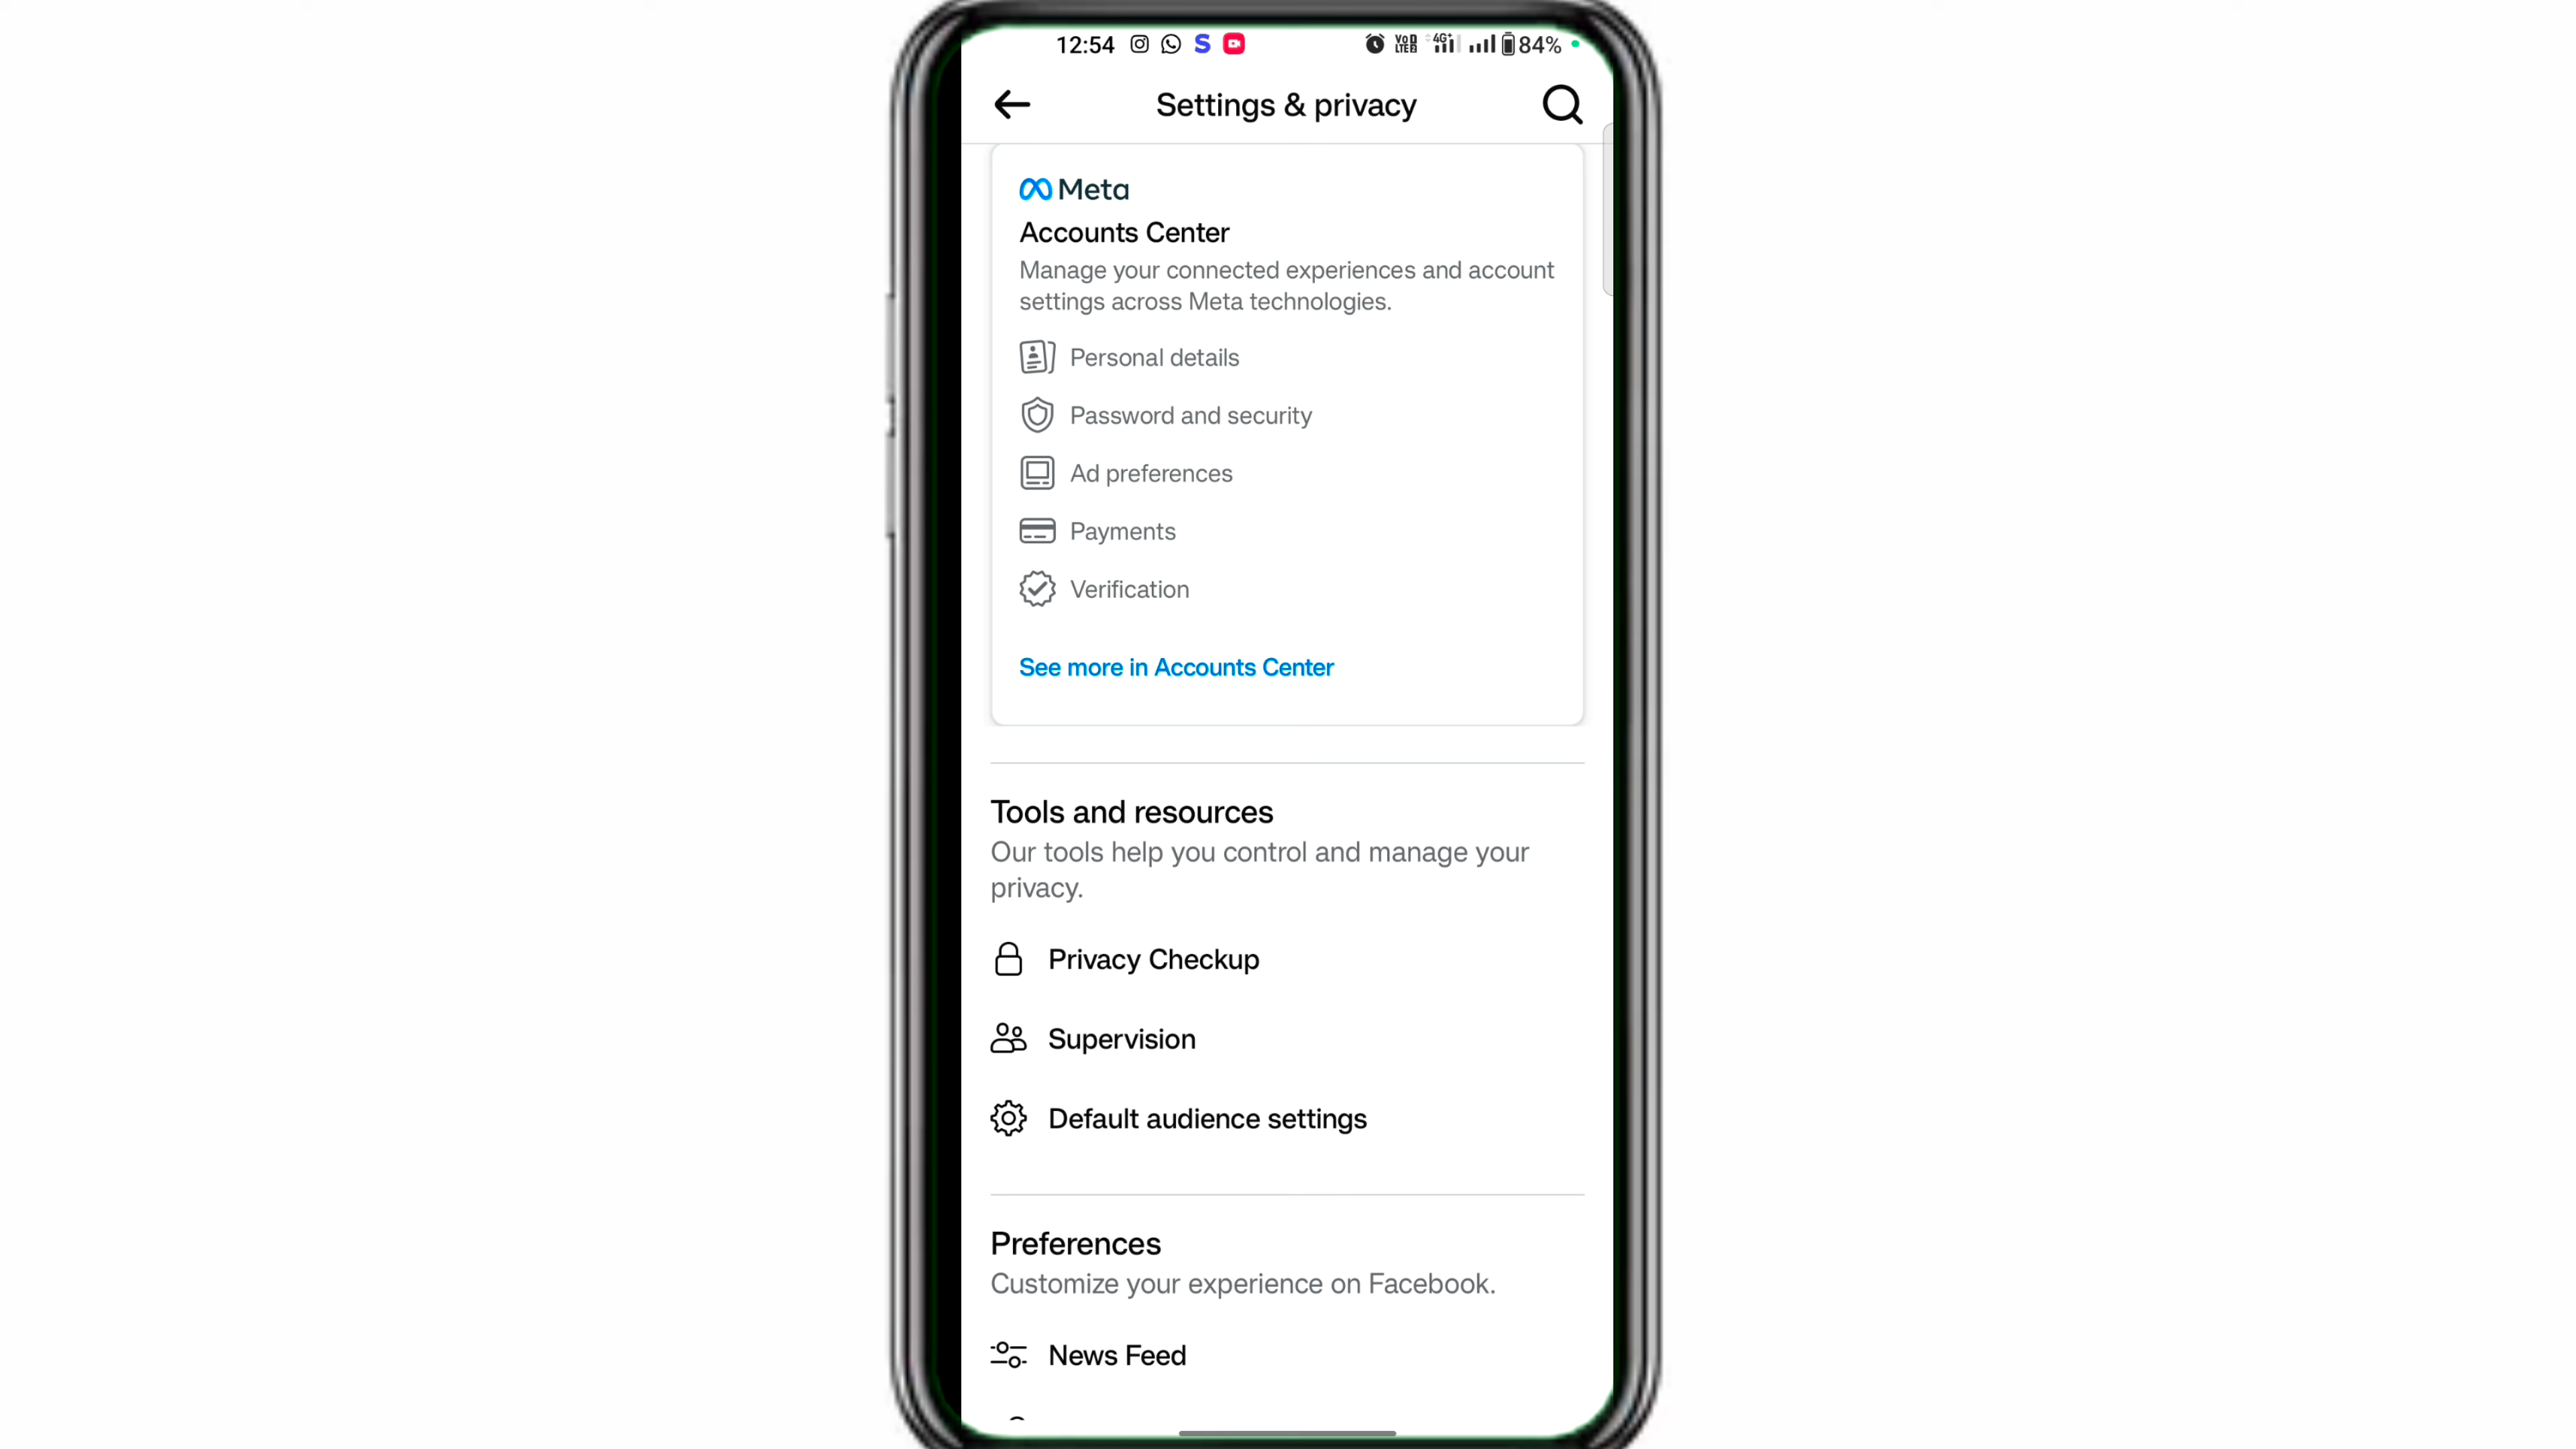 12:54 S VoD LTE2 4G+ 84%
Settings & privacy
Meta
Accounts Center
Manage your connected experiences and account
settings across Meta technologies.
Personal details
Password and security
Ad preferences
Payments
Verification
See more in Accounts Center
Tools and resources
Our tools help you control and manage your
privacy.
Privacy Checkup
Supervision
Default audience settings
Preferences
Customize your experience on Facebook.
News Feed